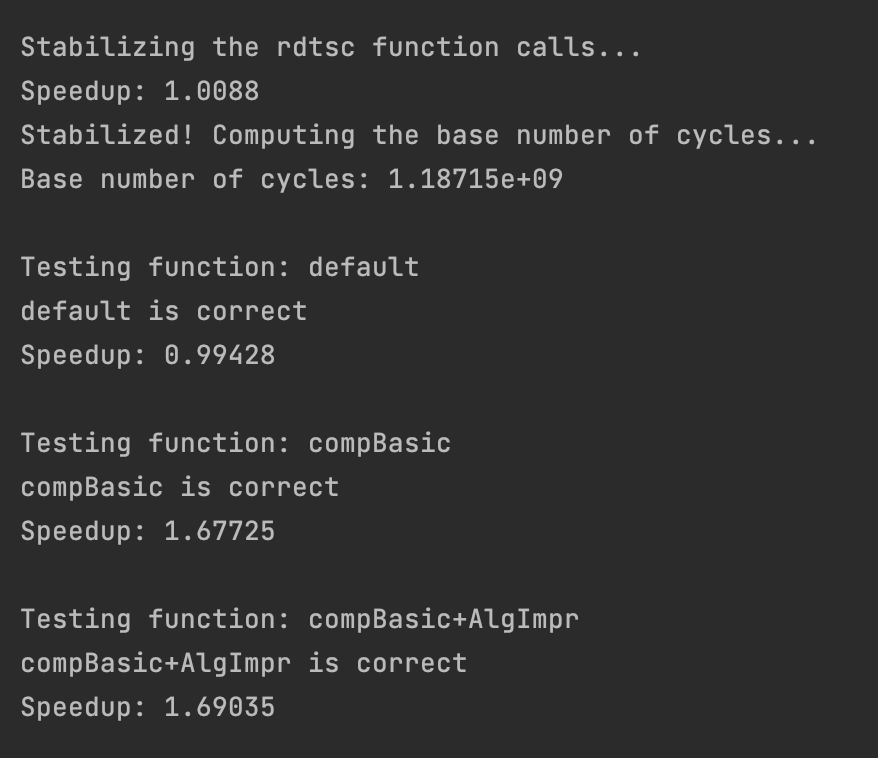 Stabilizing the rdtsc function calls...
Speedup: 1.0088
Stabilized! Computing the base number of cycles...
Base number of cycles: 1.18715e+09
Testing function: default
default is correct
Speedup: 0.99428
Testing function: compBasic
compBasic is correct
Speedup: 1.67725
Testing function: compBasic+AlgImpr
compBasic+AlgImpr is correct
Speedup: 1.69035